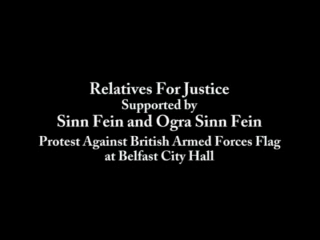 Relatives For Justice
Supported by
Sinn Fein and Ogra Sinn Fein
Protest Against British Armed Forces Flag
at Belfast City Hall